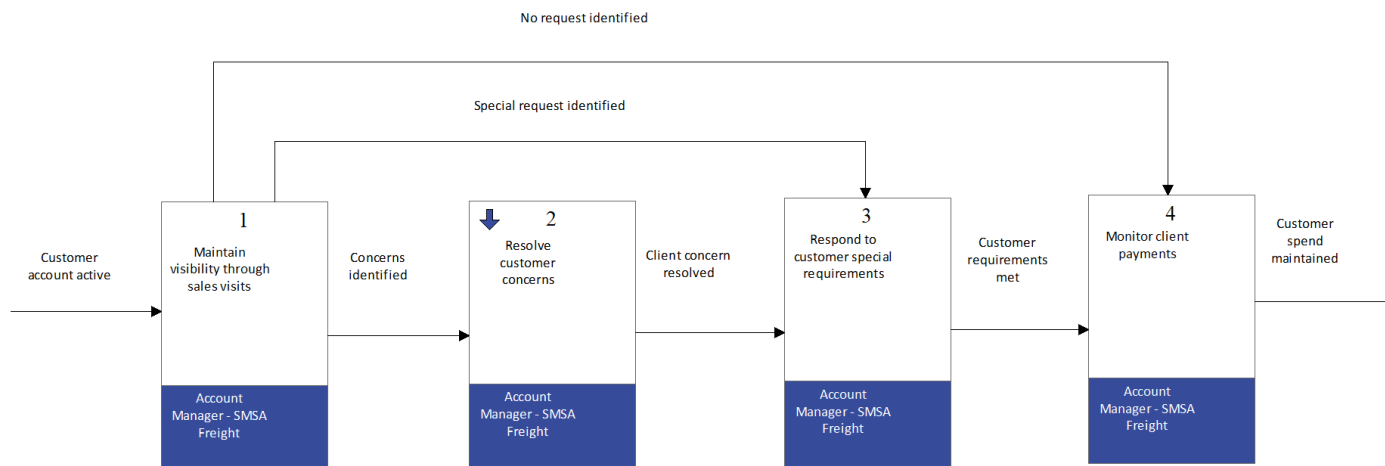 No request identified
Special request identified
Customer
account active
1
Maintain
visibility through
sales visits
Account
Manager - SMSA
Freight
Concerns
identified
2
Resolve
customer
concerns
Account
Manager - SMSA
Freight
Client concern
resolved
3
Respond to
customer special
requirements
Account
Manager - SMSA
Freight
Customer
requirements
met
4
Monitor client
payments
Account
Manager - SMSA
Freight
Customer
spend
maintained